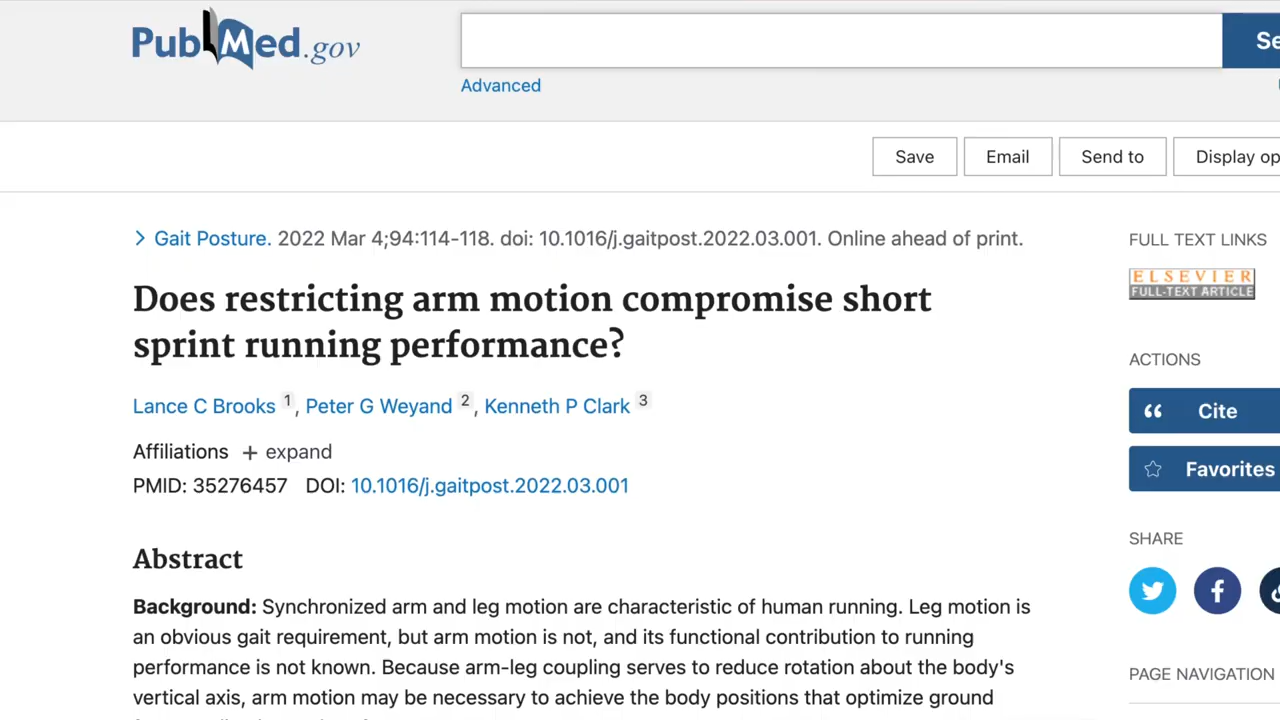 PubMed.gov
Advanced
Save Email Send to Display op
Gait Posture. 2022 Mar 4;94:114-118. doi: 10.1016/j.gaitpost.2022.03.001. Online ahead of print.
Does restricting arm motion compromise short
sprint running performance?
Lance C Brooks 1, Peter G Weyand 2, Kenneth P Clark 3
Affiliations + expand
PMID: 35276457 DOI: 10.1016/j.gaitpost.2022.03.001
Abstract
Background: Synchronized arm and leg motion are characteristic of human running. Leg motion is
an obvious gait requirement, but arm motion is not, and its functional contribution to running
performance is not known. Because arm-leg coupling serves to reduce rotation about the body's
vertical axis, arm motion may be necessary to achieve the body positions that optimize ground
FULL TEXT LINKS
ELSEVIER
FULL-TEXT ARTICLE
ACTIONS
Cite
Favorites
SHARE
PAGE NAVIGATION